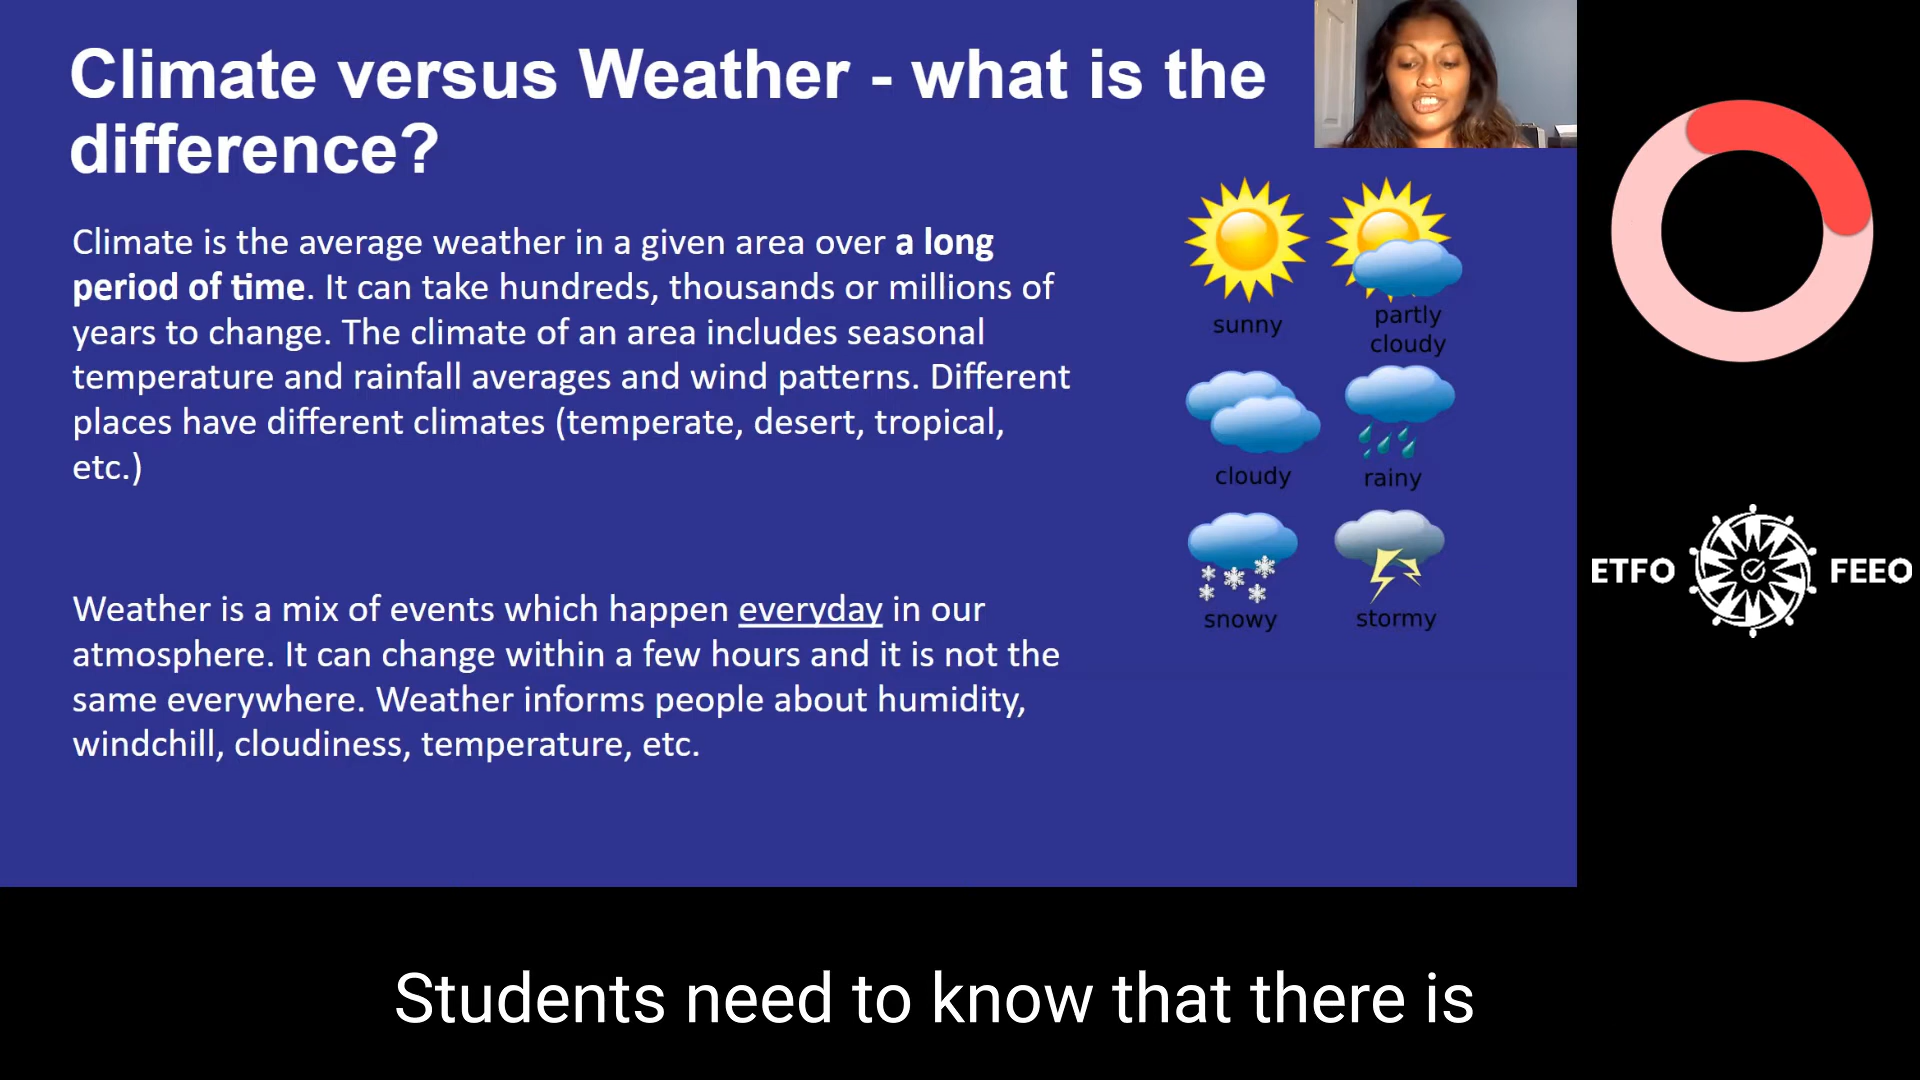 Climate versus Weather - what is the
difference?
Climate is the average weather in a given area over a long
period of time. It can take hundreds, thousands or millions of
years to change. The climate of an area includes seasonal
temperature and rainfall averages and wind patterns. Different
places have different climates (temperate, desert, tropical,
etc.)
Weather is a mix of events which happen everyday in our
atmosphere. It can change within a few hours and it is not the
same everywhere. Weather informs people about humidity,
windchill, cloudiness, temperature, etc.
sunny
partly
cloudy
cloudy
rainy
snowy
stormy
ETFO FEEO
Students need to know that there is